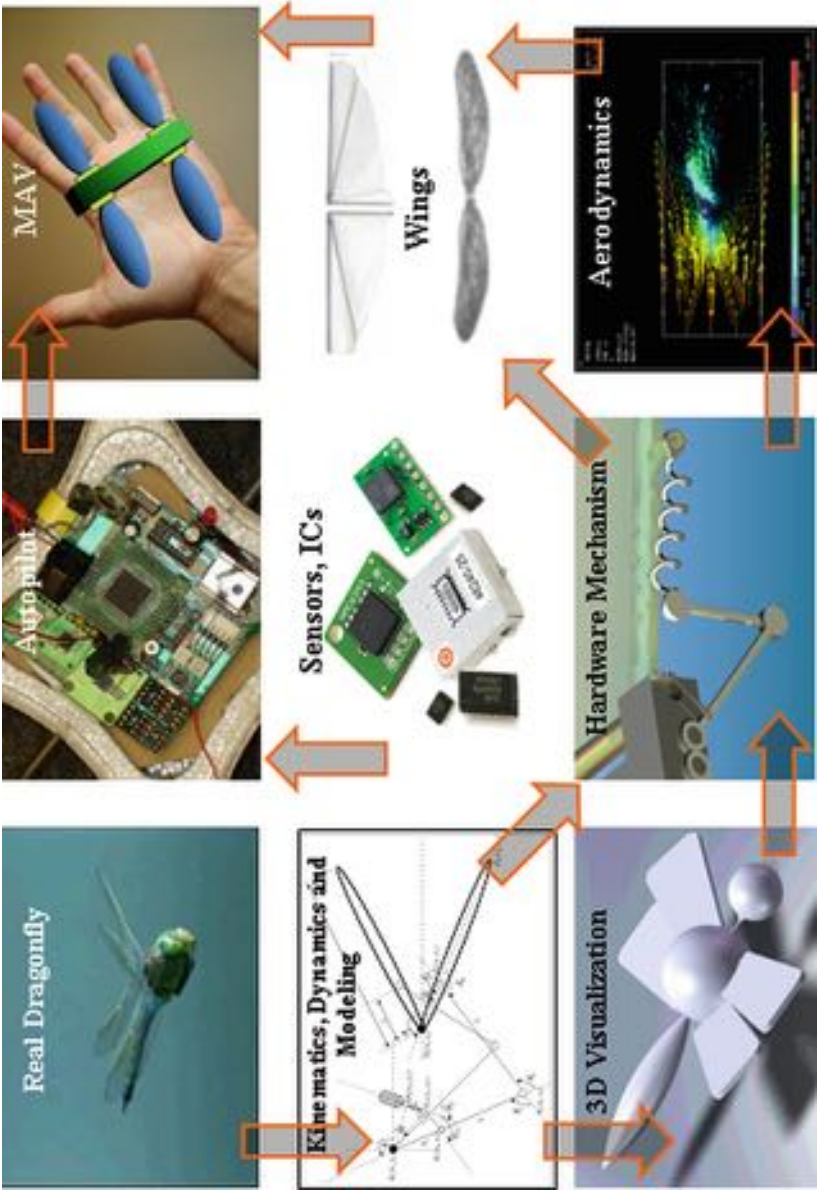 Real Dragonfly
Autopilot
MAV
Kinematics, Dynamics and
Modeling
Sensors, ICs
Wings
3D Visualization
Hardware Mechanism
Aerodynamics